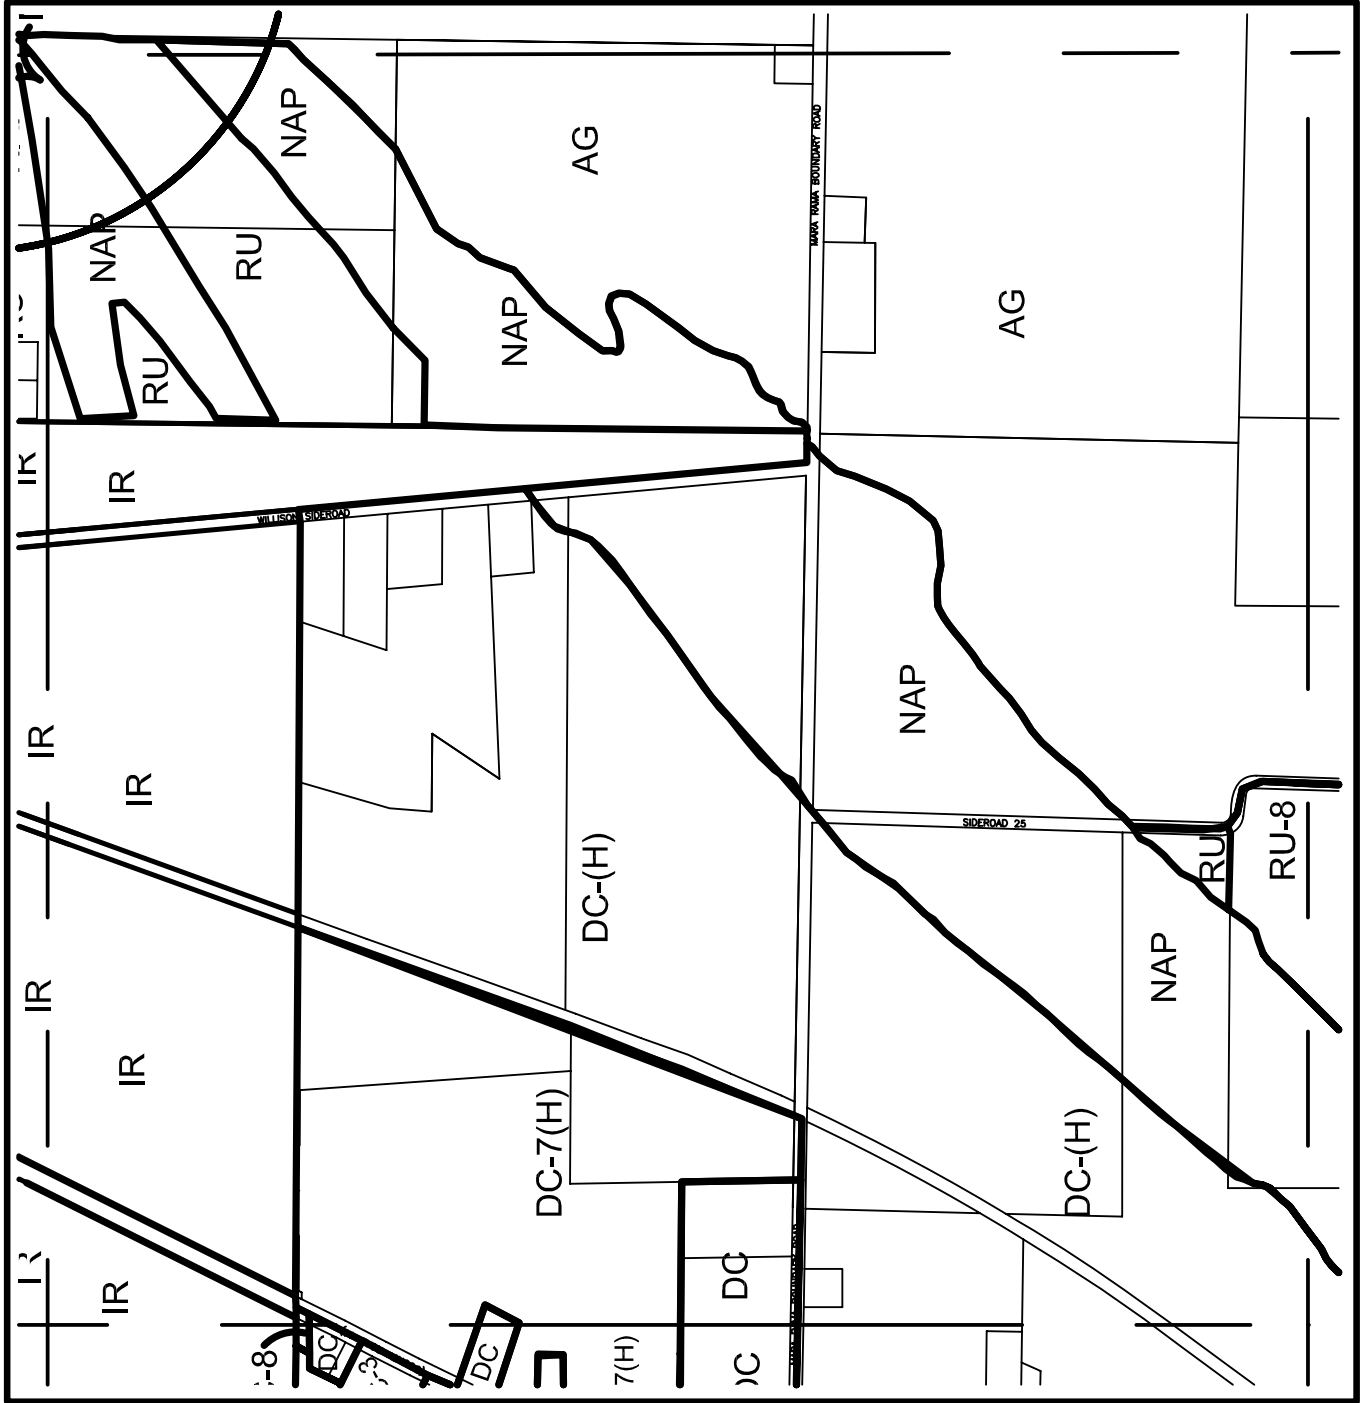 NAP
AG
MARA RAMA BOUNDARY ROAD
NAP
RU
AG
NAP
RU
IR
IR
WILLISON SIDEROAD
NAP
IR
IR
SIDEROAD 25
RU
RU-8
DC-(H)
NAP
IR
IR
DC-7(H)
DC-(H)
DC
IR
DC
DC
7(H)
-8